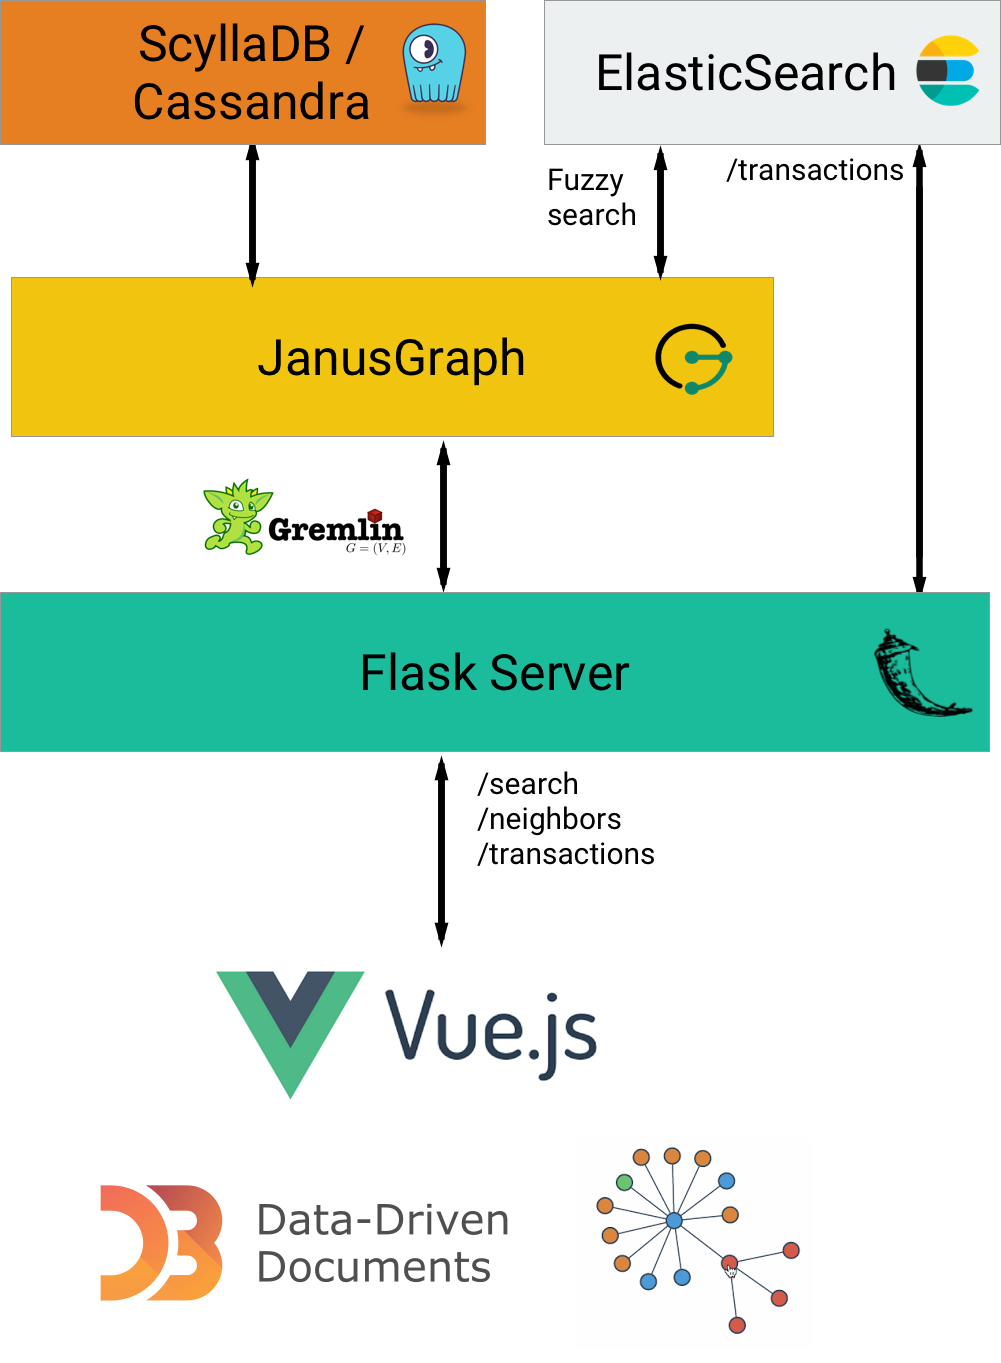 ScyllaDB /
Cassandra
ElasticSearch
Fuzzy
search
/transactions
JanusGraph
Gremlin
G = (V, E)
Flask Server
/search
/neighbors
/transactions
Vue.js
Data-Driven
Documents